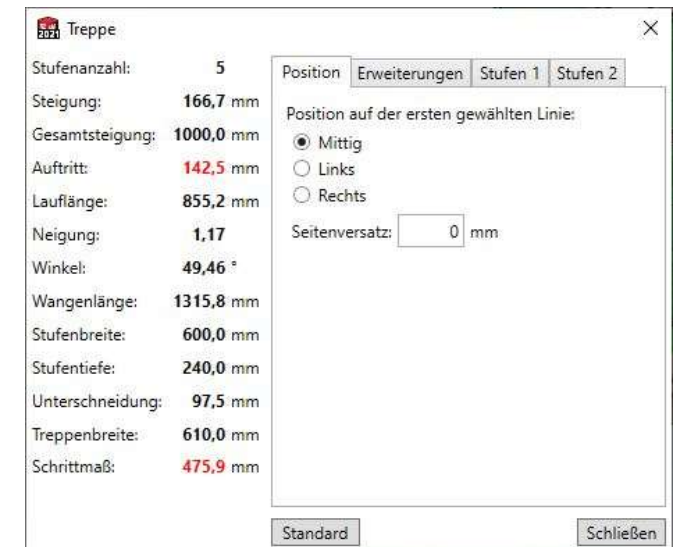 2021 Treppe
Stufenanzahl: 5
Steigung: 166,7 mm
Gesamtsteigung: 1000,0 mm
Auftritt: 142,5 mm
Lauflänge: 855,2 mm
Neigung: 1,17
Winkel: 49,46 °
Wangenlänge: 1315,8 mm
Stufenbreite: 600,0 mm
Stufentiefe: 240,0 mm
Unterschneidung: 97,5 mm
Treppenbreite: 610,0 mm
Schrittmaß: 475,9 mm
Position Erweiterungen Stufen 1 Stufen 2
Position auf der ersten gewählten Linie:
Mittig
Links
Rechts
Seitenversatz: 0 mm
Standard Schließen